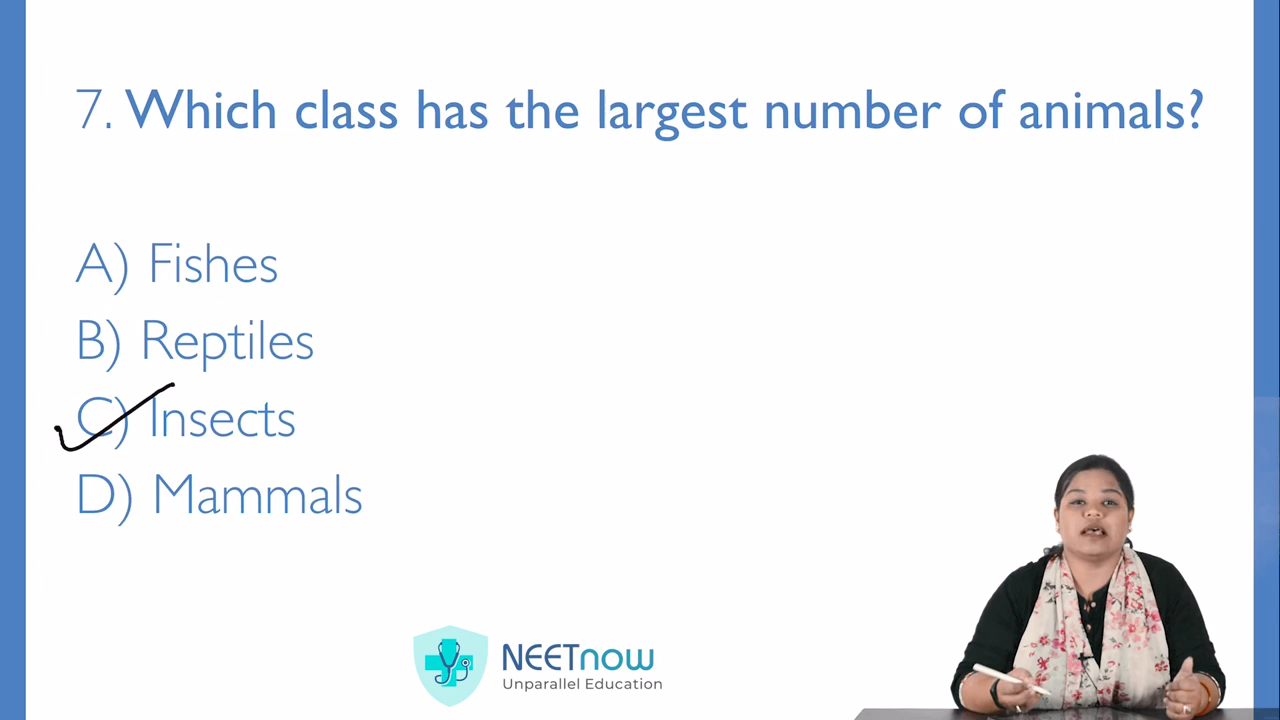 7. Which class has the largest number of animals?
A) Fishes
B) Reptiles
C) Insects
D) Mammals
NEETnow
Unparallel Education